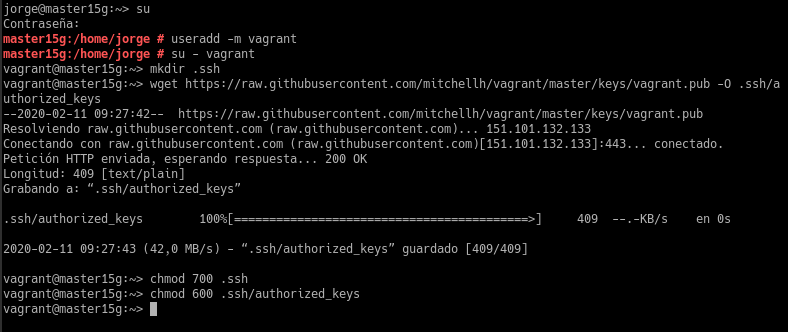 jorge@master15g:~> su
Contraseña:
master15g:/home/jorge # useradd -m vagrant
master15g:/home/jorge # su - vagrant
vagrant@master15g:~> mkdir .ssh
vagrant@master15g:~> wget https://raw.githubusercontent.com/mitchellh/vagrant/master/keys/vagrant.pub -O .ssh/a
uthorized_keys
--2020-02-11 09:27:42--  https://raw.githubusercontent.com/mitchellh/vagrant/master/keys/vagrant.pub
Resolviendo raw.githubusercontent.com (raw.githubusercontent.com)... 151.101.132.133
Conectando con raw.githubusercontent.com (raw.githubusercontent.com)[151.101.132.133]:443... conectado.
Petición HTTP enviada, esperando respuesta... 200 OK
Longitud: 409 [text/plain]
Grabando a: “.ssh/authorized_keys”
.ssh/authorized_keys        100%[==========================================>]     409  --.-KB/s    en 0s
2020-02-11 09:27:43 (42,0 MB/s) - “.ssh/authorized_keys” guardado [409/409]
vagrant@master15g:~> chmod 700 .ssh
vagrant@master15g:~> chmod 600 .ssh/authorized_keys
vagrant@master15g:~>